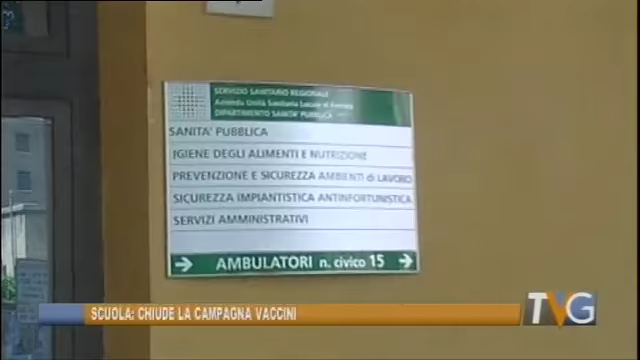 SERVIZIO SANITARIO REGIONALE
Azienda Unità Sanitaria Locale di Ferrara
DIPARTIMENTO SANITA' PUBBLICA
SANITA' PUBBLICA
IGIENE DEGLI ALIMENTI E NUTRIZIONE
PREVENZIONE E SICUREZZA AMBIENTI di LAVORO
SICUREZZA IMPIANTISTICA ANTINFORTUNISTICA
SERVIZI AMMINISTRATIVI
AMBULATORI n. civico 15
SCUOLA: CHIUDE LA CAMPAGNA VACCINI
TVG